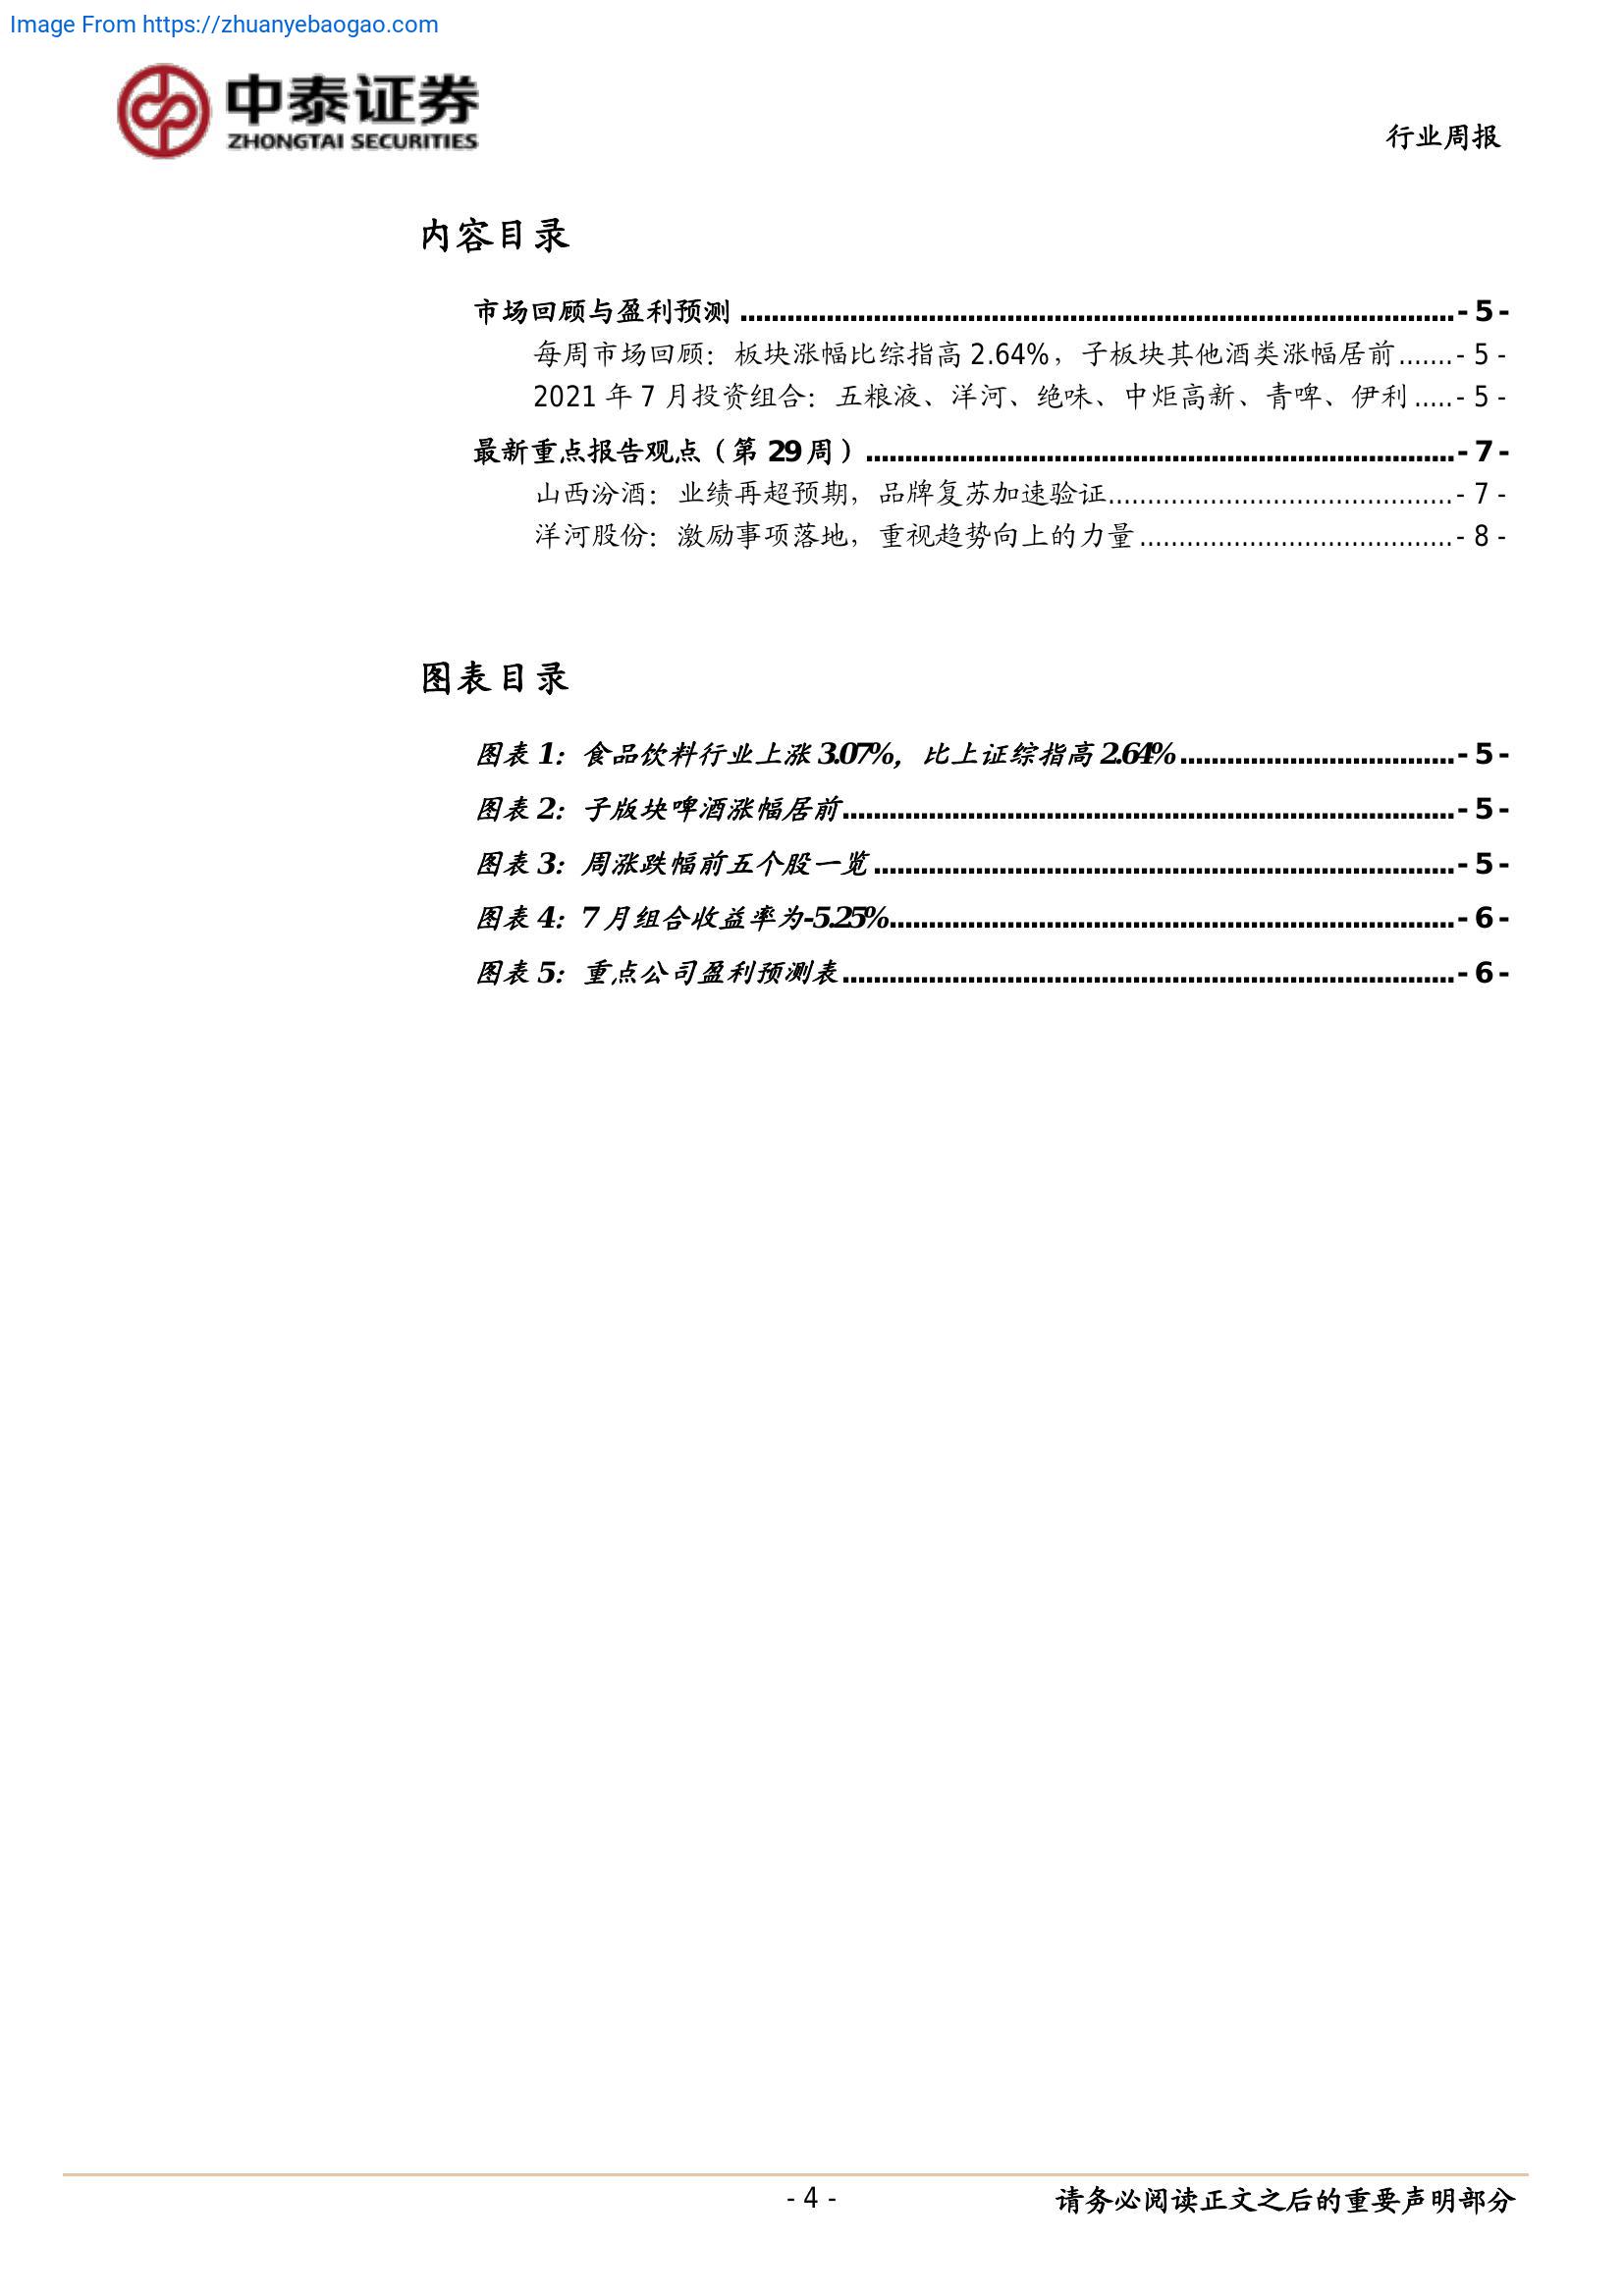 Image From https://zhuanyebaogao.com
中泰证券
ZHONGTAI SECURITIES
行业周报
内容目录
市场回顾与盈利预测 ........................................................................................... - 5 -
每周市场回顾：板块涨幅比综指高 2.64%，子板块其他酒类涨幅居前 ....... - 5 -
2021 年 7 月投资组合：五粮液、洋河、绝味、中炬高新、青啤、伊利 ..... - 5 -
最新重点报告观点（第 29 周） ........................................................................... - 7 -
山西汾酒：业绩再超预期，品牌复苏加速验证............................................ - 7 -
洋河股份：激励事项落地，重视趋势向上的力量 ........................................ - 8 -
图表目录
图表 1：食品饮料行业上涨 3.07%，比上证综指高 2.64% ................................... - 5 -
图表 2：子版块啤酒涨幅居前.............................................................................. - 5 -
图表 3：周涨跌幅前五个股一览 .......................................................................... - 5 -
图表 4：7 月组合收益率为-5.25%........................................................................ - 6 -
图表 5：重点公司盈利预测表.............................................................................. - 6 -
- 4 -
请务必阅读正文之后的重要声明部分